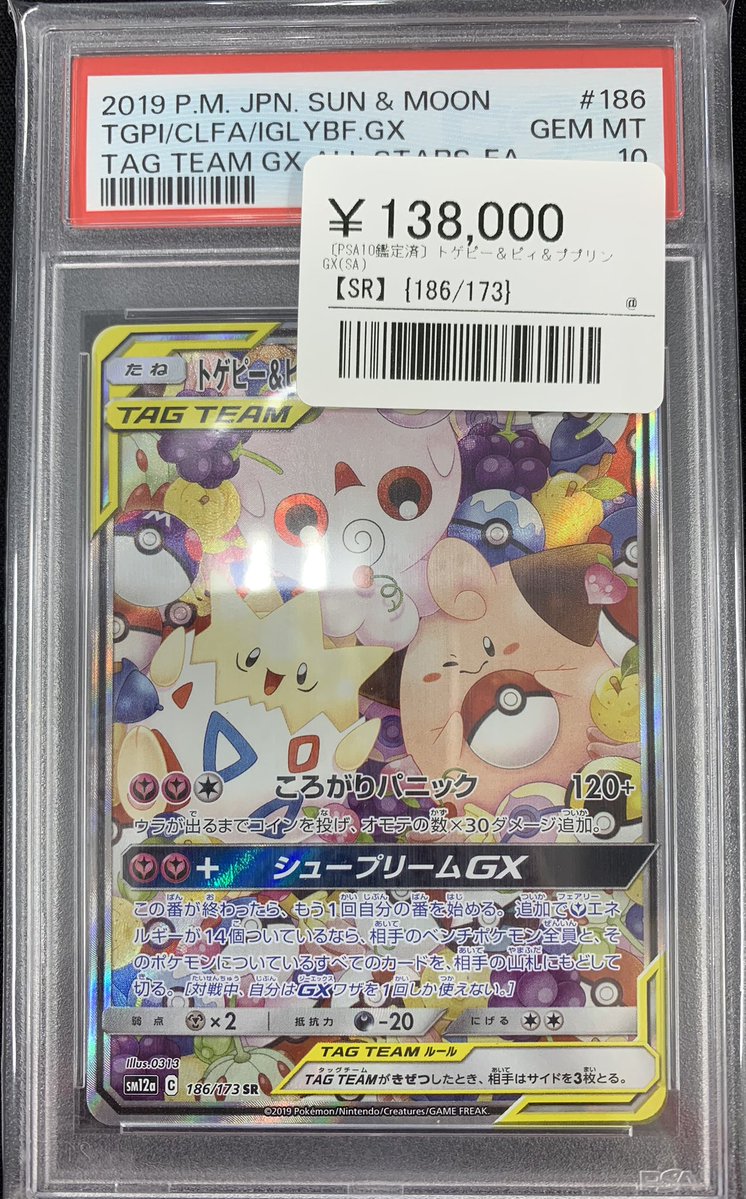 2019 P.M. JPN. SUN & MOON #186
TGPI/CLFA/IGLYBF.GX GEM MT
TAG TEAM GX ALL STARS-FA 10
¥138,000
〔PSA10鑑定済〕トゲピー&ピィ&ププリン
GX(SA)
【SR】 {186/173}
@
たね トゲピー&ピ
TAG TEAM
ころがりパニック 120+
ウラが出るまでコインを投げ、オモテの数×30ダメージ追加。
+ シュープリームGX
この番が終わったら、もう1回自分の番を始める。追加でエネ
ルギーが14個ついているなら、相手のベンチポケモン全員と、そ
のポケモンについているすべてのカードを、相手の山札にもどして
切る。[対戦中、自分はGXワザを1回しか使えない。]
弱点 ×2 抵抗力 -20 にげる
Illus.0313
TAG TEAM ルール
sm12a C 186/173 SR
TAG TEAMがきぜつしたとき、相手はサイドを3枚とる。
©2019 Pokémon/Nintendo/Creatures/GAME FREAK.
PSA